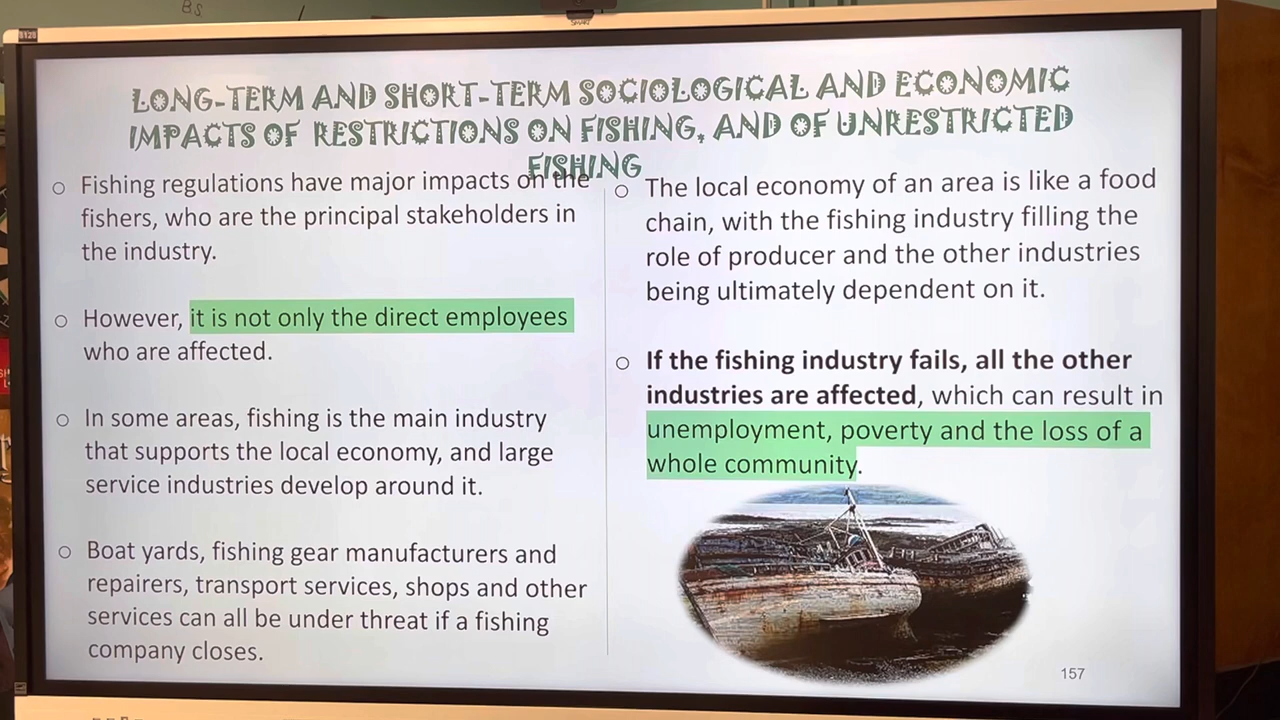 BS
SMART
LONG-TERM AND SHORT-TERM SOCIOLOGICAL AND ECONOMIC
IMPACTS OF RESTRICTIONS ON FISHING, AND OF UNRESTRICTED
FISHING
○ Fishing regulations have major impacts on the
fishers, who are the principal stakeholders in
the industry.
○ However, it is not only the direct employees
who are affected.
○ In some areas, fishing is the main industry
that supports the local economy, and large
service industries develop around it.
○ Boat yards, fishing gear manufacturers and
repairers, transport services, shops and other
services can all be under threat if a fishing
company closes.
○ The local economy of an area is like a food
chain, with the fishing industry filling the
role of producer and the other industries
being ultimately dependent on it.
○ If the fishing industry fails, all the other
industries are affected, which can result in
unemployment, poverty and the loss of a
whole community.
157